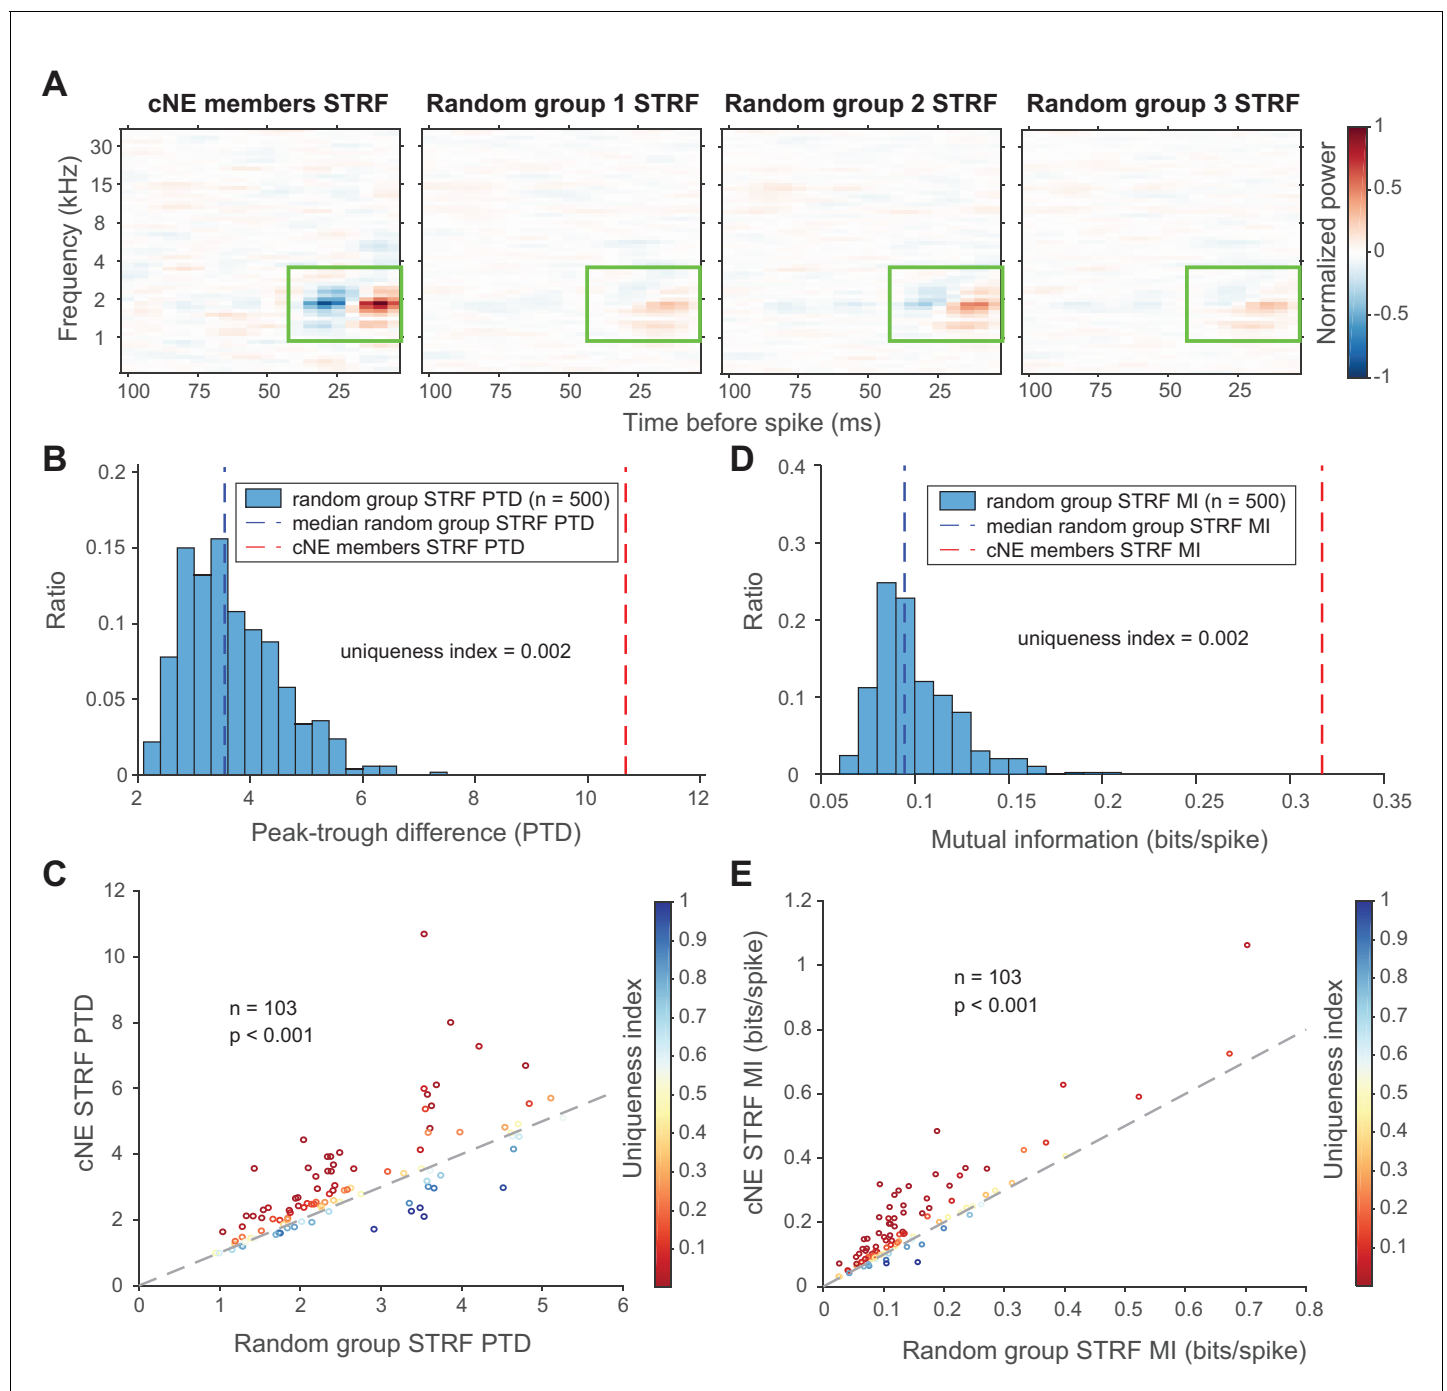 A
cNE members STRF
Random group 1 STRF
Random group 2 STRF
Random group 3 STRF
Frequency (kHz)
30
15
8
4
2
1
100 75 50 25
100 75 50 25
100 75 50 25
100 75 50 25
Time before spike (ms)
1
0.5
0
-0.5
-1
Normalized power
B
0.2
0.15
0.1
0.05
0
Ratio
random group STRF PTD (n = 500)
median random group STRF PTD
cNE members STRF PTD
uniqueness index = 0.002
2 4 6 8 10 12
Peak-trough difference (PTD)
D
0.4
0.3
0.2
0.1
0
Ratio
random group STRF MI (n = 500)
median random group STRF MI
cNE members STRF MI
uniqueness index = 0.002
0.05 0.1 0.15 0.2 0.25 0.3 0.35
Mutual information (bits/spike)
C
12
10
8
6
4
2
0
cNE STRF PTD
n = 103
p < 0.001
0 1 2 3 4 5 6
Random group STRF PTD
Uniqueness index
1
0.9
0.8
0.7
0.6
0.5
0.4
0.3
0.2
0.1
E
1.2
1
0.8
0.6
0.4
0.2
0
cNE STRF MI (bits/spike)
n = 103
p < 0.001
0 0.1 0.2 0.3 0.4 0.5 0.6 0.7 0.8
Random group STRF MI (bits/spike)
Uniqueness index
1
0.9
0.8
0.7
0.6
0.5
0.4
0.3
0.2
0.1